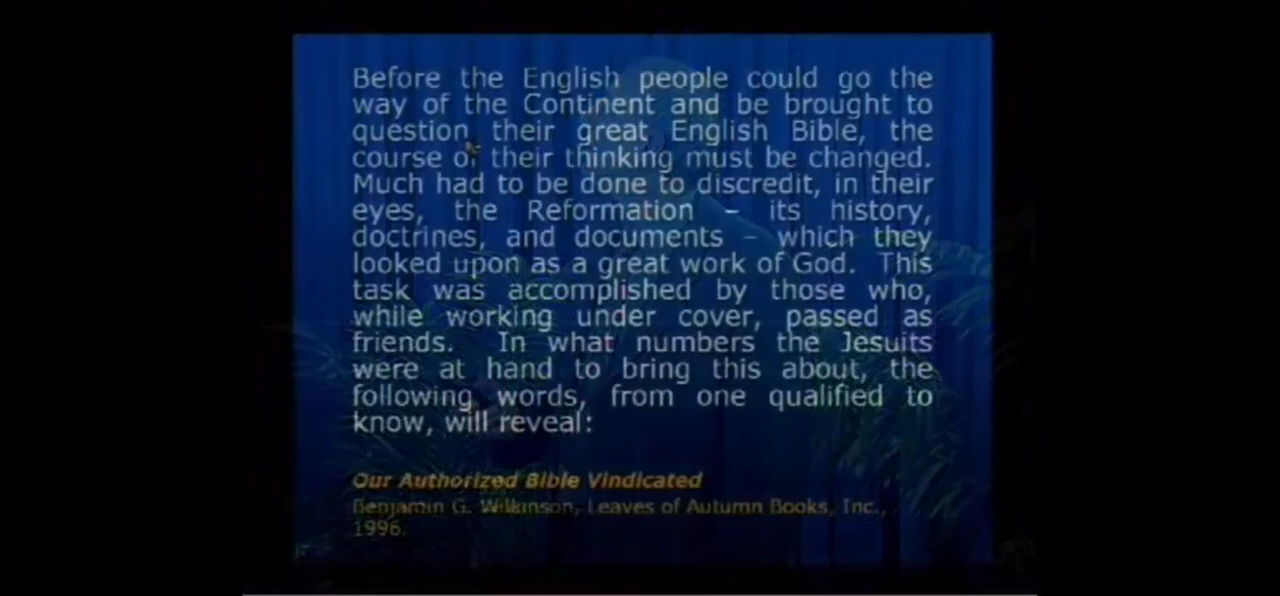 Before the English people could go the
way of the Continent and be brought to
question their great English Bible, the
course of their thinking must be changed.
Much had to be done to discredit, in their
eyes, the Reformation – its history,
doctrines, and documents – which they
looked upon as a great work of God. This
task was accomplished by those who,
while working under cover, passed as
friends. In what numbers the Jesuits
were at hand to bring this about, the
following words, from one qualified to
know, will reveal:
Our Authorized Bible Vindicated
Benjamin G. Wilkinson, Leaves of Autumn Books, Inc.,
1996.